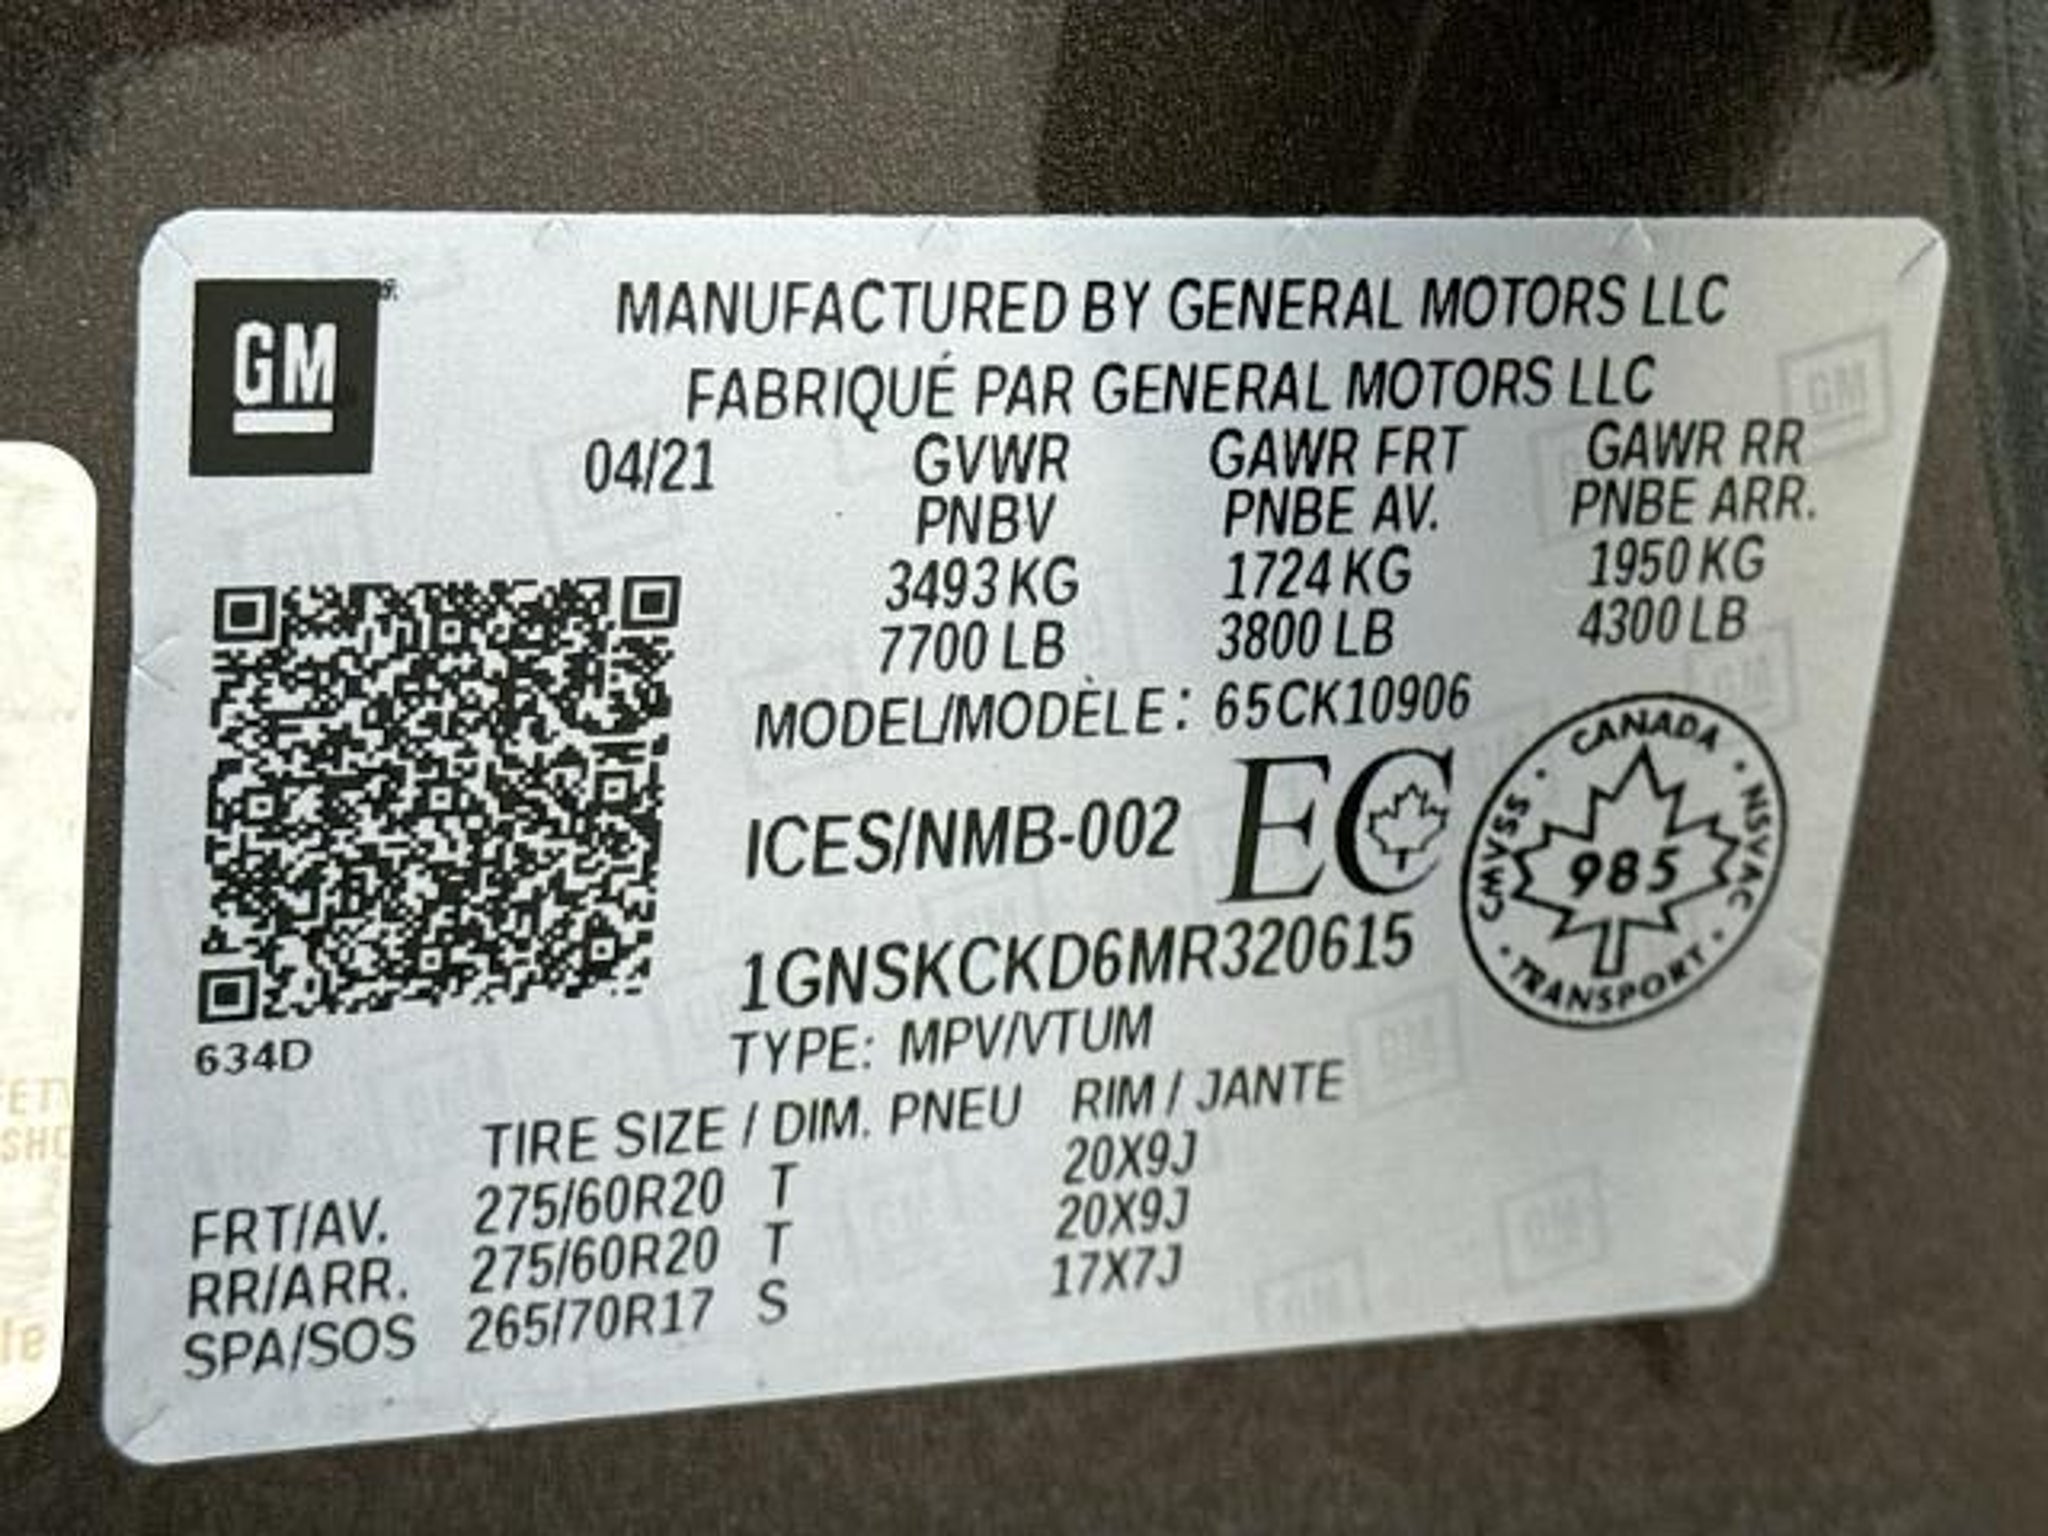 GM
MANUFACTURED BY GENERAL MOTORS LLC
FABRIQUÉ PAR GENERAL MOTORS LLC
04/21 GVWR GAWR FRT GAWR RR
PNBV PNBE AV. PNBE ARR.
3493 KG 1724 KG 1950 KG
7700 LB 3800 LB 4300 LB
MODEL/MODÈLE: 65CK10906
ICES/NMB-002 EC
CANADA · NSVAC · TRANSPORT · CMVSS ·
985
1GNSKCKD6MR320615
TYPE: MPV/VTUM
634D
TIRE SIZE / DIM. PNEU RIM / JANTE
FRT/AV. 275/60R20 T 20X9J
RR/ARR. 275/60R20 T 20X9J
SPA/SOS 265/70R17 S 17X7J